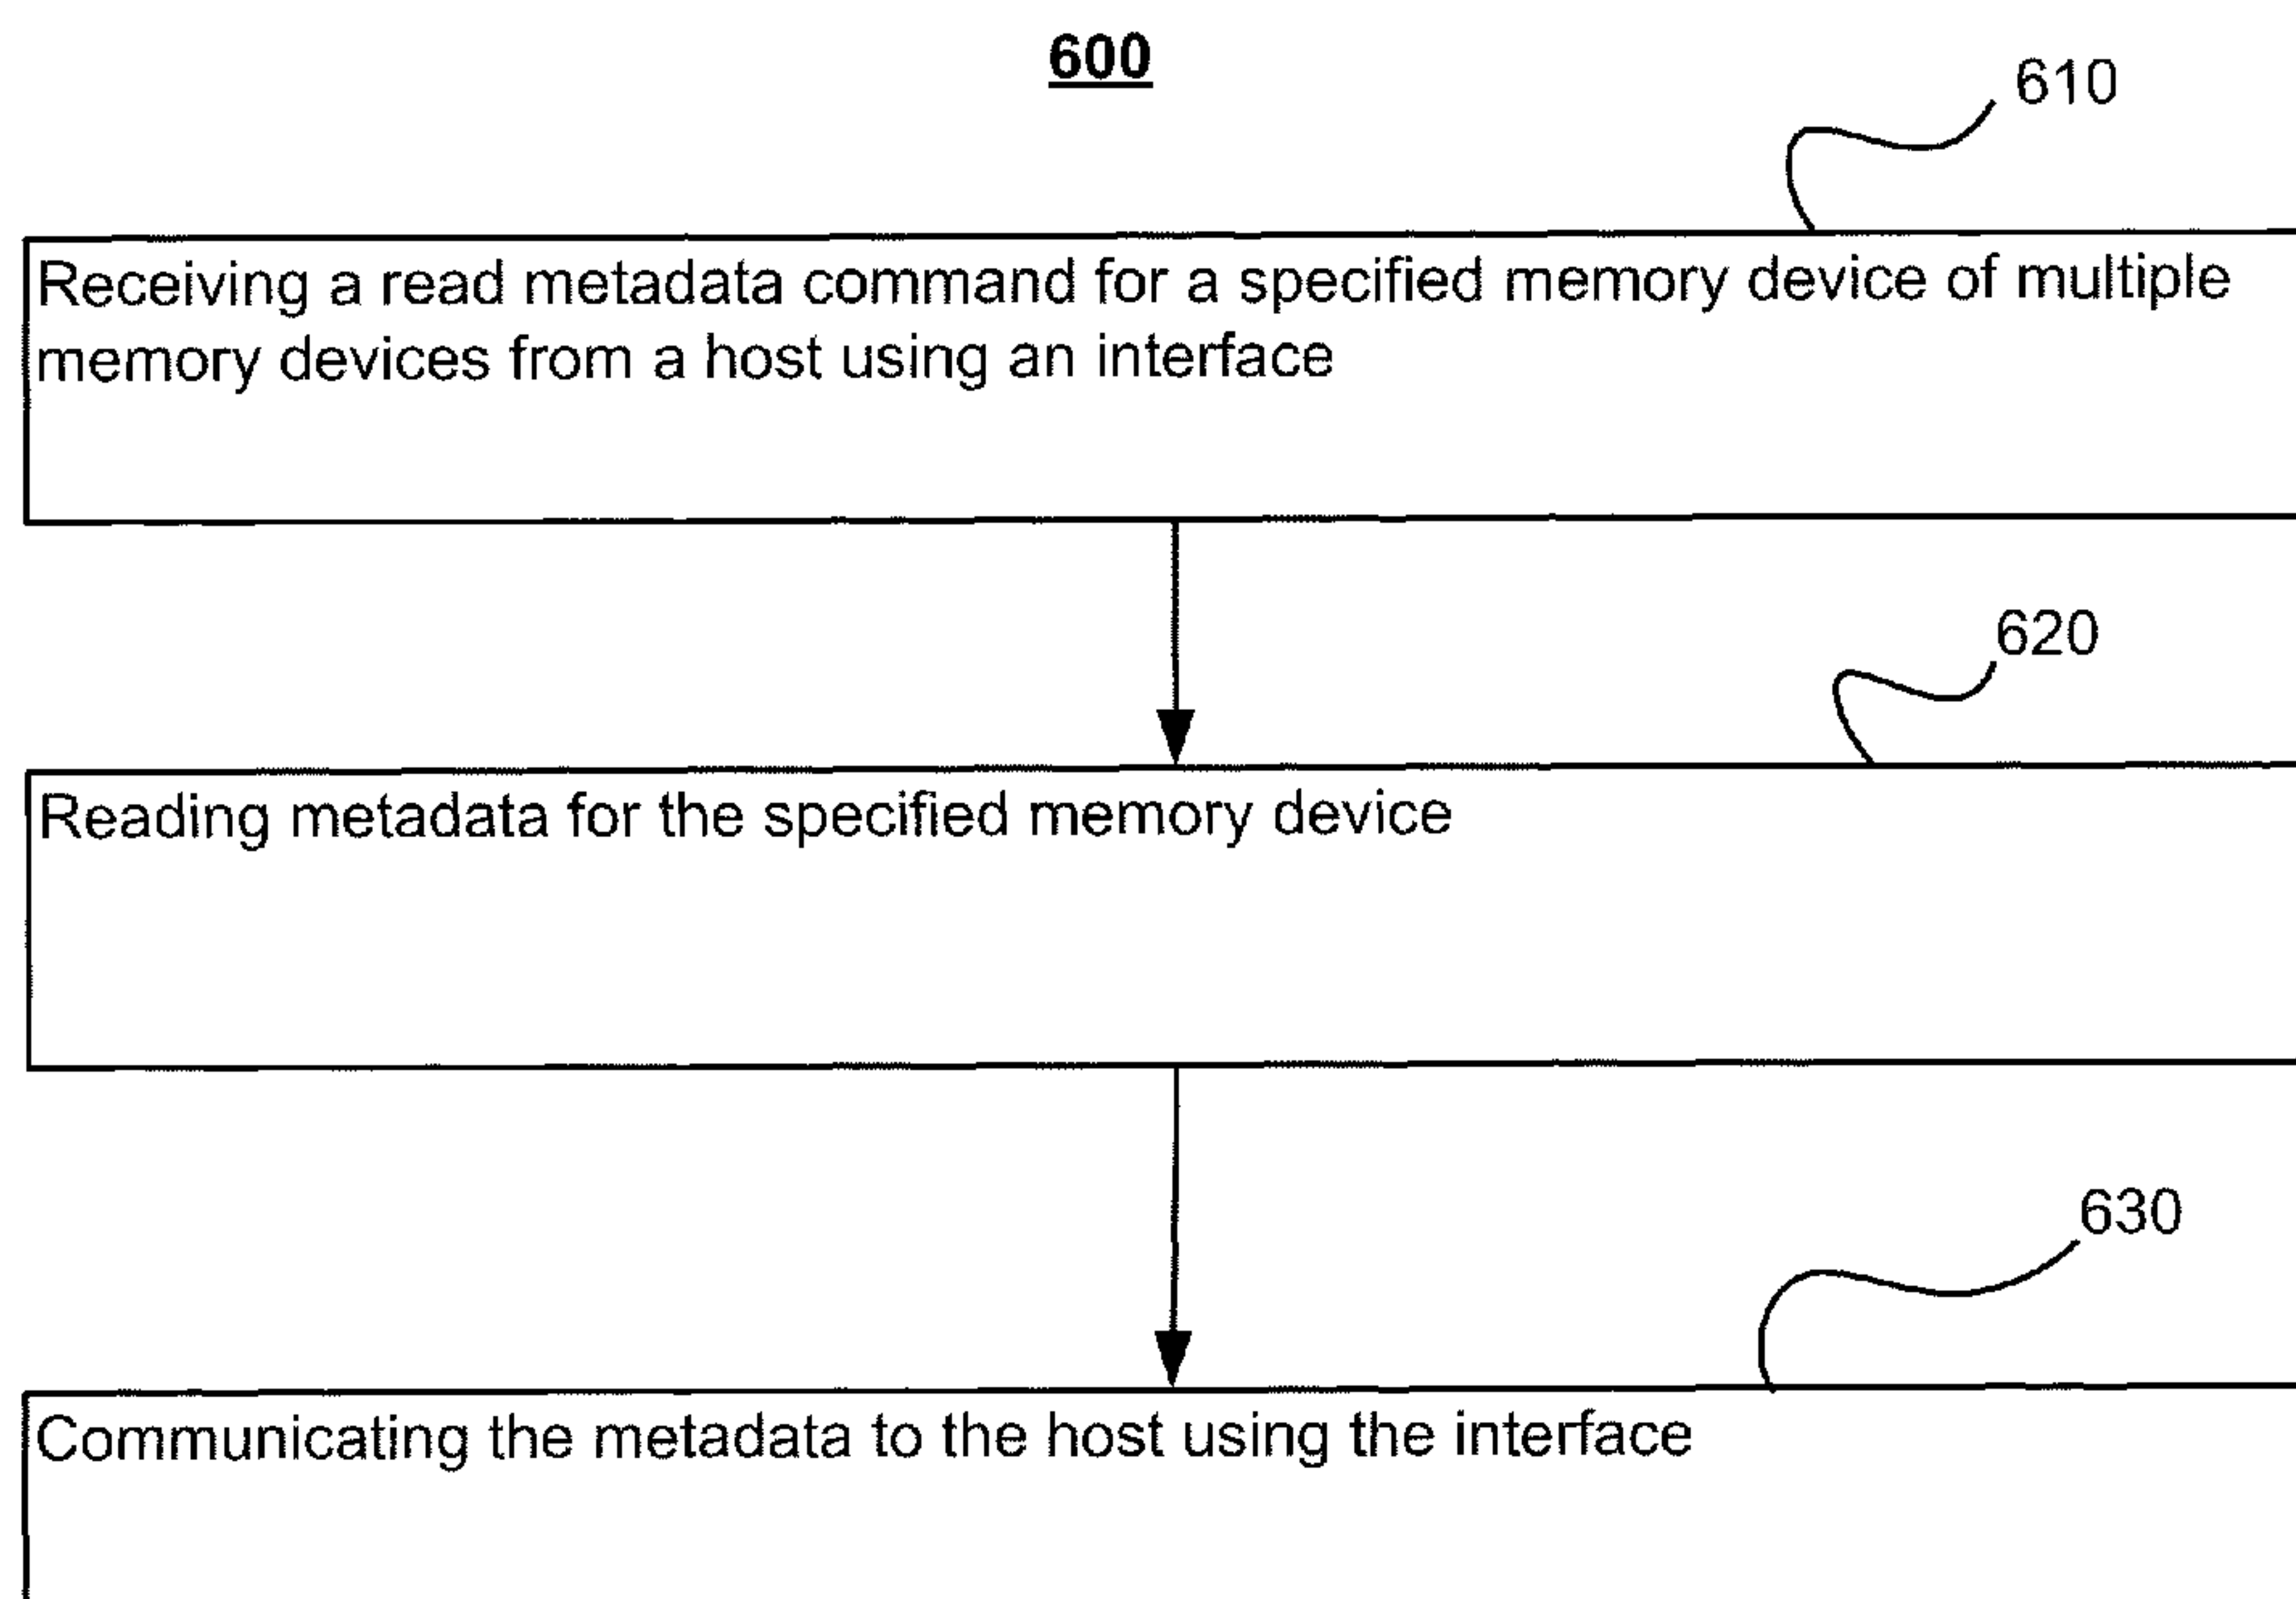 600
610
Receiving a read metadata command for a specified memory device of multiple
memory devices from a host using an interface
620
Reading metadata for the specified memory device
630
Communicating the metadata to the host using the interface